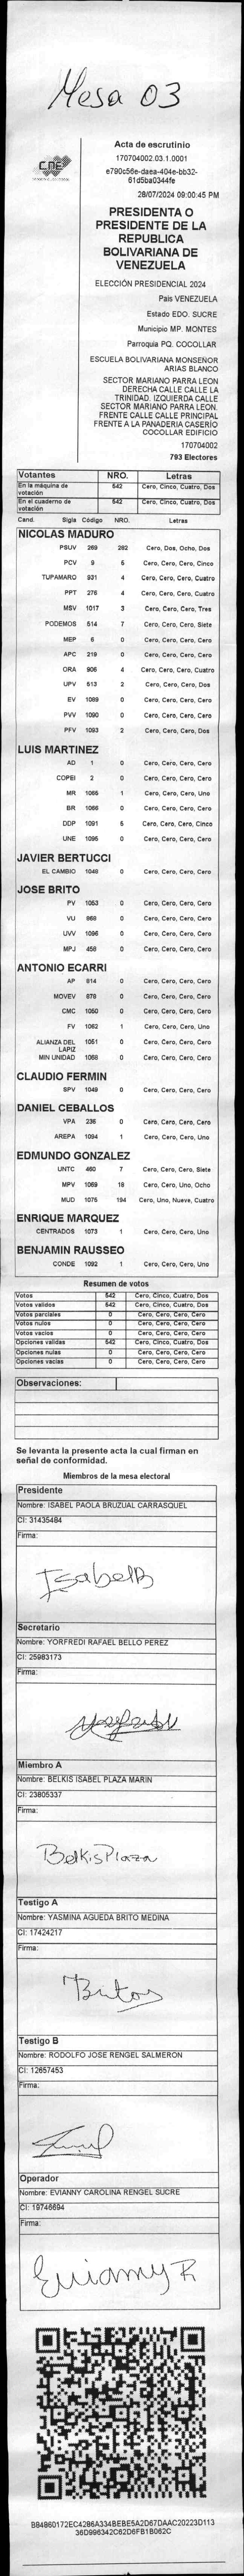 Mesa 03
CNE
Acta de escrutinio
170704002.03.1.0001
e790c56e-daea-404e-bb32-
61d5ba0344fe
28/07/2024 09:00:45 PM
PRESIDENTA O
PRESIDENTE DE LA
REPUBLICA
BOLIVARIANA DE
VENEZUELA
ELECCIÓN PRESIDENCIAL 2024
País VENEZUELA
Estado EDO. SUCRE
Municipio MP. MONTES
Parroquia PQ. COCOLLAR
ESCUELA BOLIVARIANA MONSEÑOR
ARIAS BLANCO
SECTOR MARIANO PARRA LEON
DERECHA CALLE CALLE LA
TRINIDAD. IZQUIERDA CALLE
SECTOR MARIANO PARRA LEON.
FRENTE CALLE CALLE PRINCIPAL
FRENTE A LA PANADERIA CASERÍO
COCOLLAR EDIFICIO
170704002
793 Electores
Votantes NRO. Letras
En la máquina de votación 542 Cero, Cinco, Cuatro, Dos
En el cuaderno de votación 542 Cero, Cinco, Cuatro, Dos
Cand. Sigla Código NRO. Letras
NICOLAS MADURO
PSUV 269 282 Cero, Dos, Ocho, Dos
PCV 9 5 Cero, Cero, Cero, Cinco
TUPAMARO 931 4 Cero, Cero, Cero, Cuatro
PPT 276 4 Cero, Cero, Cero, Cuatro
MSV 1017 3 Cero, Cero, Cero, Tres
PODEMOS 514 7 Cero, Cero, Cero, Siete
MEP 6 0 Cero, Cero, Cero, Cero
APC 219 0 Cero, Cero, Cero, Cero
ORA 906 4 Cero, Cero, Cero, Cuatro
UPV 513 2 Cero, Cero, Cero, Dos
EV 1089 0 Cero, Cero, Cero, Cero
PVV 1090 0 Cero, Cero, Cero, Cero
PFV 1093 2 Cero, Cero, Cero, Dos
LUIS MARTINEZ
AD 1 0 Cero, Cero, Cero, Cero
COPEI 2 0 Cero, Cero, Cero, Cero
MR 1065 1 Cero, Cero, Cero, Uno
BR 1066 0 Cero, Cero, Cero, Cero
DDP 1091 5 Cero, Cero, Cero, Cinco
UNE 1095 0 Cero, Cero, Cero, Cero
JAVIER BERTUCCI
EL CAMBIO 1048 0 Cero, Cero, Cero, Cero
JOSE BRITO
PV 1053 0 Cero, Cero, Cero, Cero
VU 868 0 Cero, Cero, Cero, Cero
UVV 1096 0 Cero, Cero, Cero, Cero
MPJ 458 0 Cero, Cero, Cero, Cero
ANTONIO ECARRI
AP 914 0 Cero, Cero, Cero, Cero
MOVEV 879 0 Cero, Cero, Cero, Cero
CMC 1050 0 Cero, Cero, Cero, Cero
FV 1062 1 Cero, Cero, Cero, Uno
ALIANZA DEL LAPIZ 1051 0 Cero, Cero, Cero, Cero
MIN UNIDAD 1068 0 Cero, Cero, Cero, Cero
CLAUDIO FERMIN
SPV 1049 0 Cero, Cero, Cero, Cero
DANIEL CEBALLOS
VPA 236 0 Cero, Cero, Cero, Cero
AREPA 1094 1 Cero, Cero, Cero, Uno
EDMUNDO GONZALEZ
UNTC 460 7 Cero, Cero, Cero, Siete
MPV 1069 18 Cero, Cero, Uno, Ocho
MUD 1075 194 Cero, Uno, Nueve, Cuatro
ENRIQUE MARQUEZ
CENTRADOS 1073 1 Cero, Cero, Cero, Uno
BENJAMIN RAUSSEO
CONDE 1092 1 Cero, Cero, Cero, Uno
Resumen de votos
Votos 542 Cero, Cinco, Cuatro, Dos
Votos validos 542 Cero, Cinco, Cuatro, Dos
Votos parciales 0 Cero, Cero, Cero, Cero
Votos nulos 0 Cero, Cero, Cero, Cero
Votos vacios 0 Cero, Cero, Cero, Cero
Opciones validas 542 Cero, Cinco, Cuatro, Dos
Opciones nulas 0 Cero, Cero, Cero, Cero
Opciones vacias 0 Cero, Cero, Cero, Cero
Observaciones:
Se levanta la presente acta la cual firman en
señal de conformidad.
Miembros de la mesa electoral
Presidente
Nombre: ISABEL PAOLA BRUZUAL CARRASQUEL
CI: 31435484
Firma:
IsabelB
Secretario
Nombre: YORFREDI RAFAEL BELLO PEREZ
CI: 25983173
Firma:
Miembro A
Nombre: BELKIS ISABEL PLAZA MARIN
CI: 23805337
Firma:
Belkis Plaza
Testigo A
Nombre: YASMINA AGUEDA BRITO MEDINA
CI: 17424217
Firma:
Testigo B
Nombre: RODOLFO JOSE RENGEL SALMERON
CI: 12657453
Firma:
Operador
Nombre: EVIANNY CAROLINA RENGEL SUCRE
CI: 19746694
Firma:
Evianny R
B84860172EC4286A334BEBE5A2D67DAAC20223D113
36D996342C62D6FB1B062C